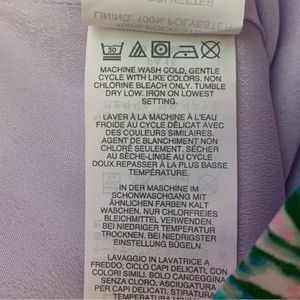 LINING: 100% POLYESTER
30
MACHINE WASH COLD, GENTLE
CYCLE WITH LIKE COLORS. NON
CHLORINE BLEACH ONLY. TUMBLE
DRY LOW. IRON ON LOWEST
SETTING.
LAVER À LA MACHINE À L'EAU
FROIDE AU CYCLE DÉLICAT AVEC
DES COULEURS SIMILAIRES.
AGENT DE BLANCHIMENT NON
CHLORÉ SEULEMENT. SÉCHER
AU SÈCHE-LINGE AU CYCLE
DOUX.REPASSER À LA PLUS BASSE
TEMPÉRATURE.
IN DER MASCHINE IM
SCHONWASCHGANG MIT
ÄHNLICHEN FARBEN KALT
WASCHEN. NUR CHLORFREIES
BLEICHMITTEL VERWENDEN.
BEI NIEDRIGER TEMPERATUR
TROCKNEN. BEI NIEDRIGSTER
EINSTELLUNG BÜGELN.
LAVAGGIO IN LAVATRICE A
FREDDO, CICLO CAPI DELICATI, CON
COLORI SIMILI. SOLO CANDEGGINA
SENZA CLORO. ASCIUGATURA
PER CAPI DELICATI. STIRATURA